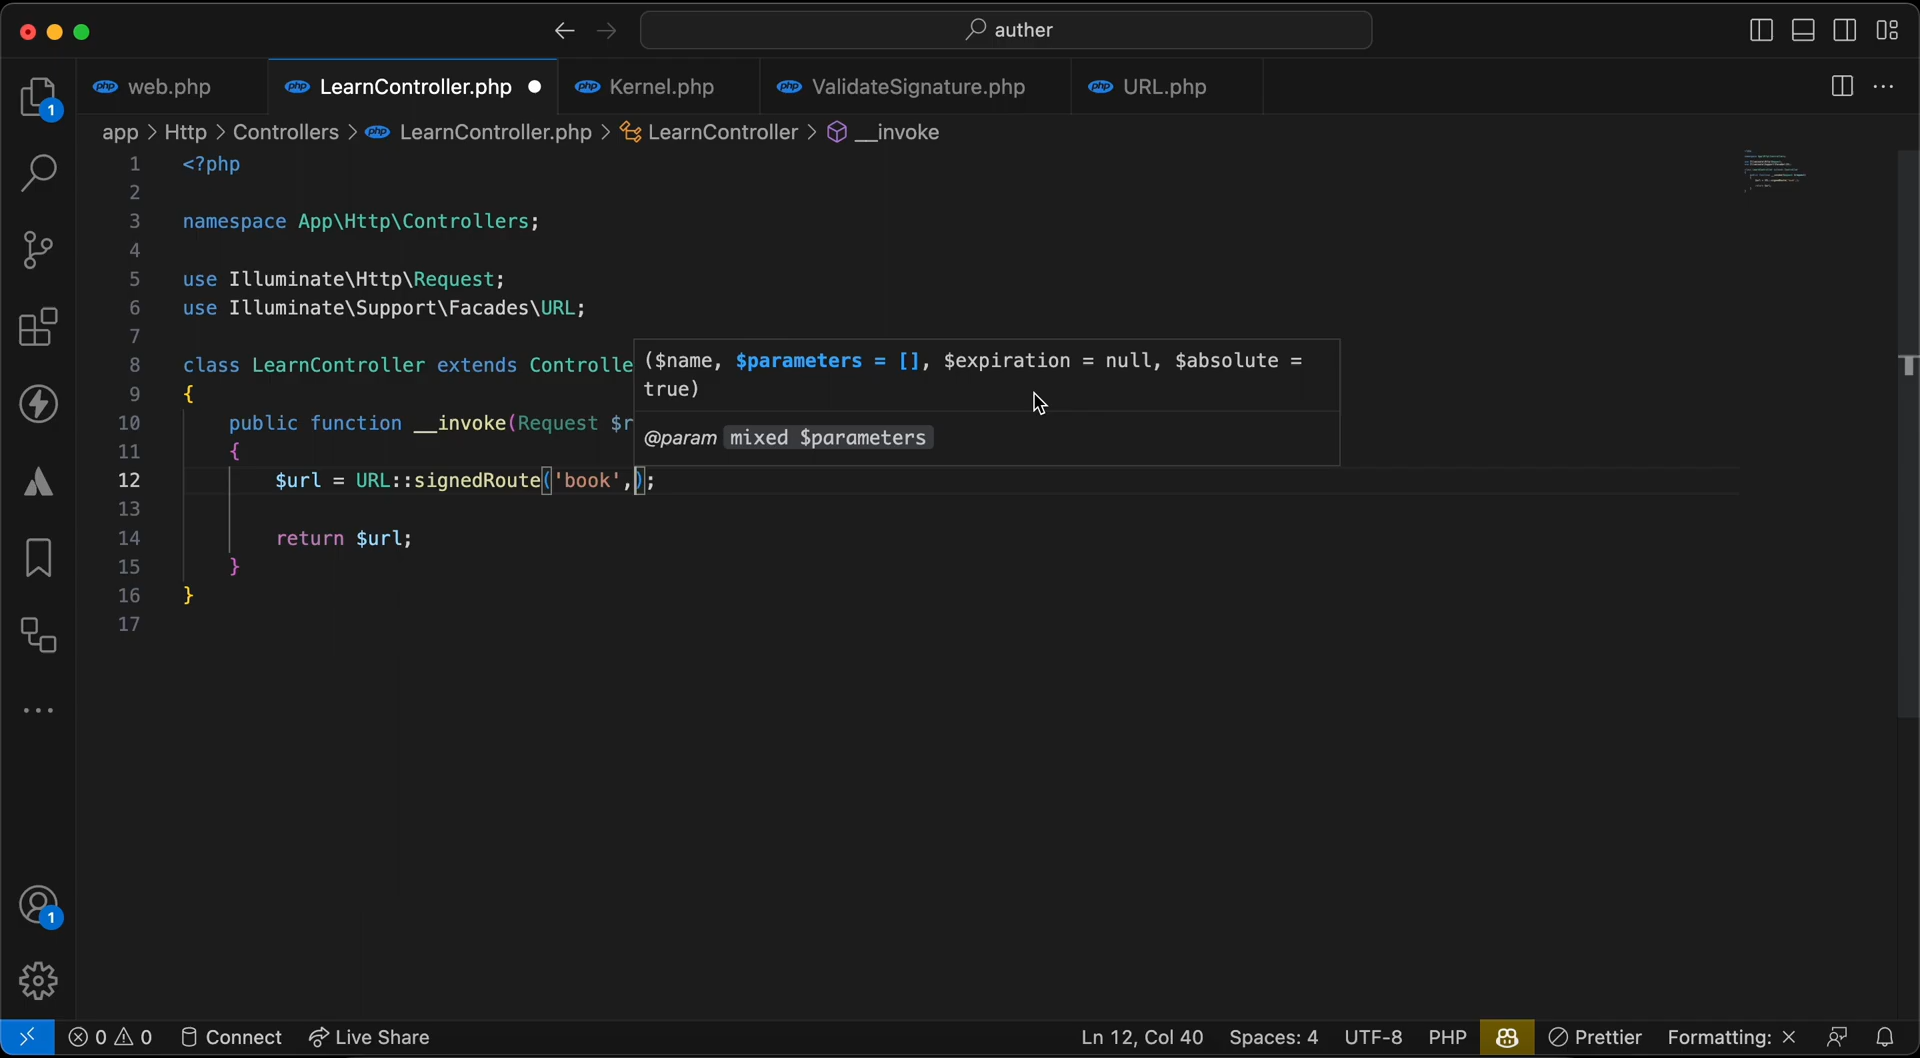 auther
web.php
LearnController.php
Kernel.php
ValidateSignature.php
URL.php
app > Http > Controllers > LearnController.php > LearnController > __invoke
1 <?php
2
3 namespace App\Http\Controllers;
4
5 use Illuminate\Http\Request;
6 use Illuminate\Support\Facades\URL;
7
8 class LearnController extends Controlle
($name, $parameters = [], $expiration = null, $absolute =
true)
9 {
10 public function __invoke(Request $r
@param mixed $parameters
11 {
12 $url = URL::signedRoute('book',);
13
14 return $url;
15 }
16 }
17
1
1
0 0 Connect Live Share
Ln 12, Col 40 Spaces: 4 UTF-8 PHP Prettier Formatting: ×